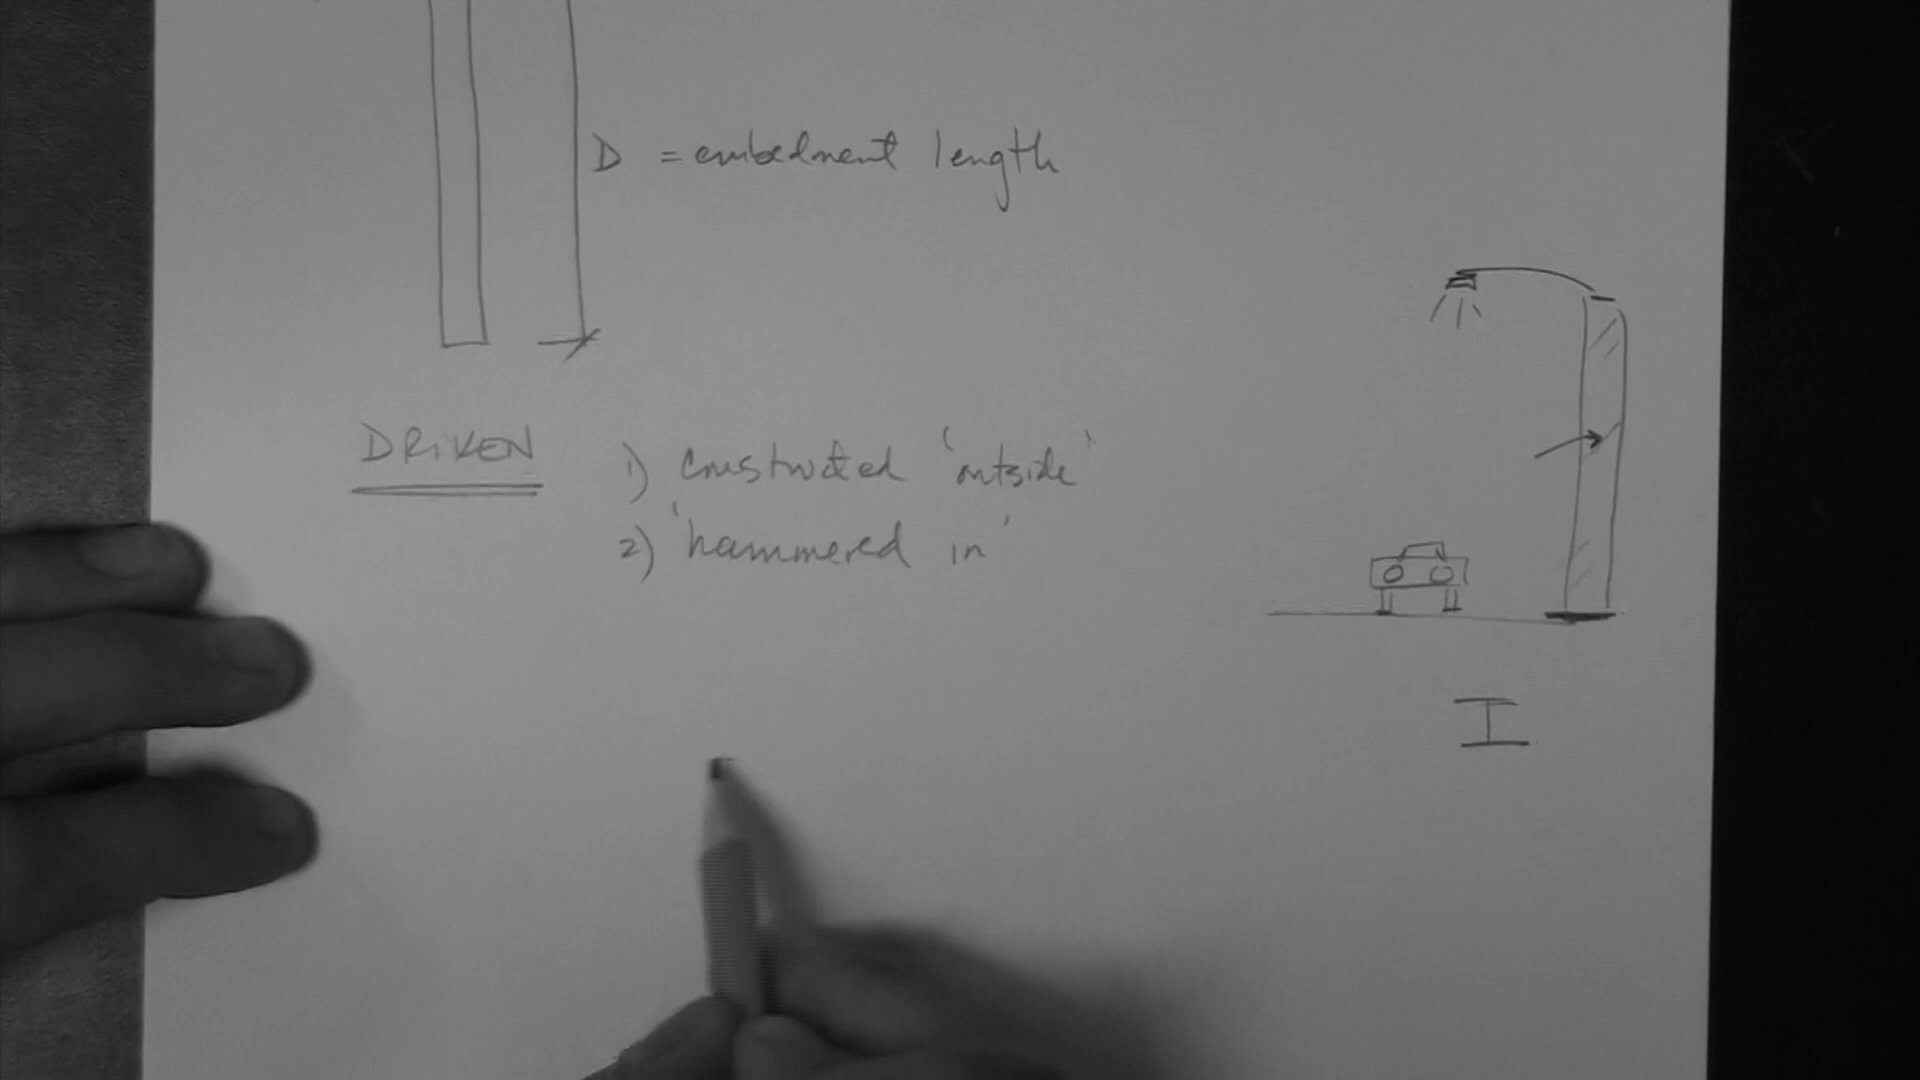 D = embedment length
DRIVEN
1) constructed 'outside'
2) 'hammered in'